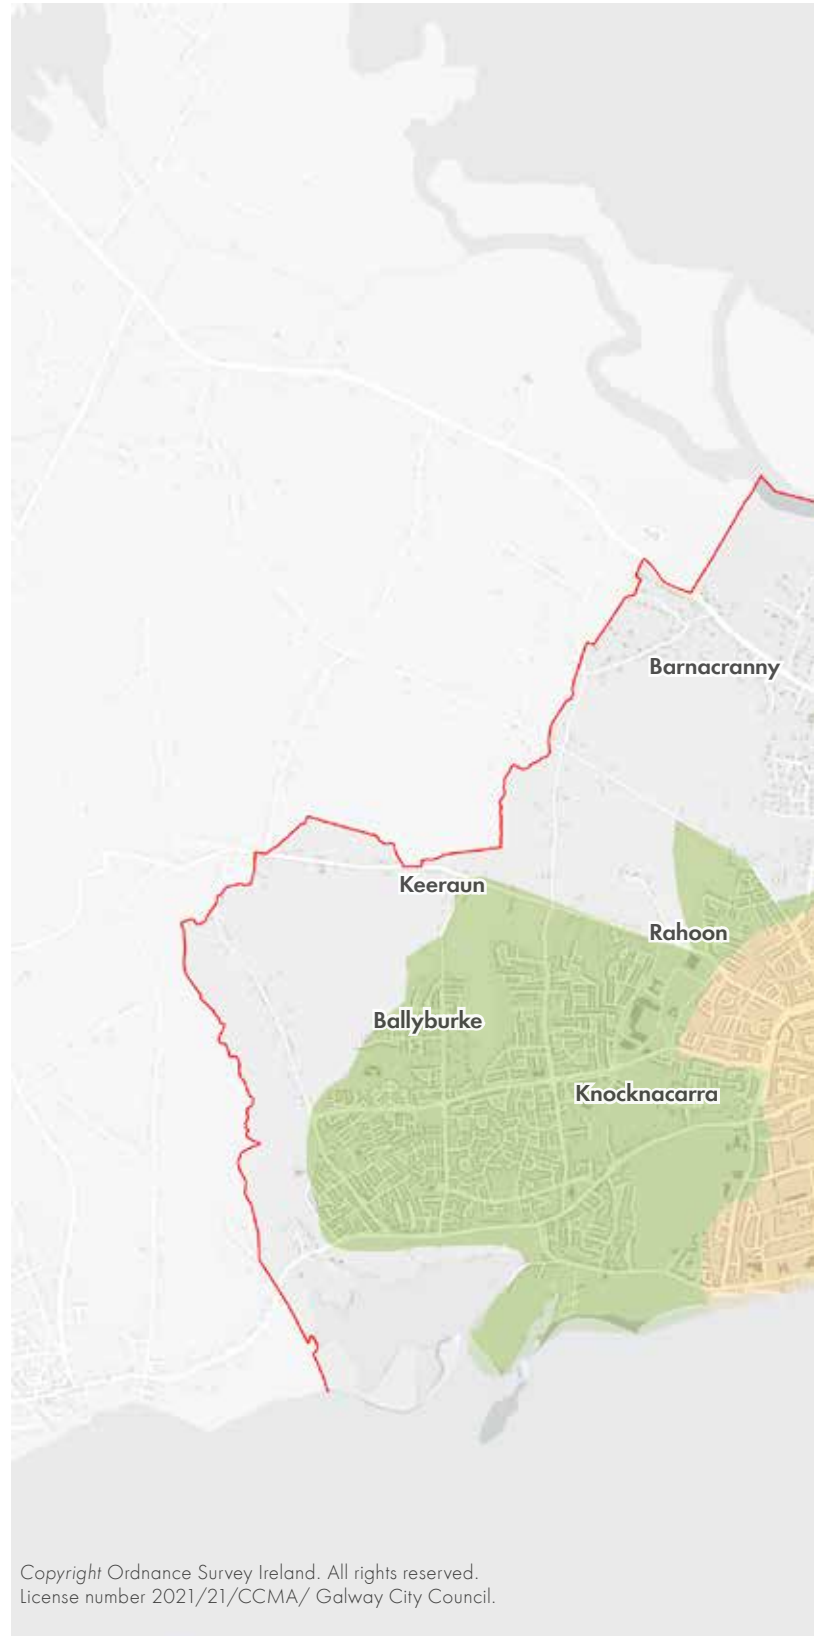 Barnacranny
Keeraun
Rahoon
Ballyburke
Knocknacarra
Copyright Ordnance Survey Ireland. All rights reserved.
License number 2021/21/CCMA/ Galway City Council.